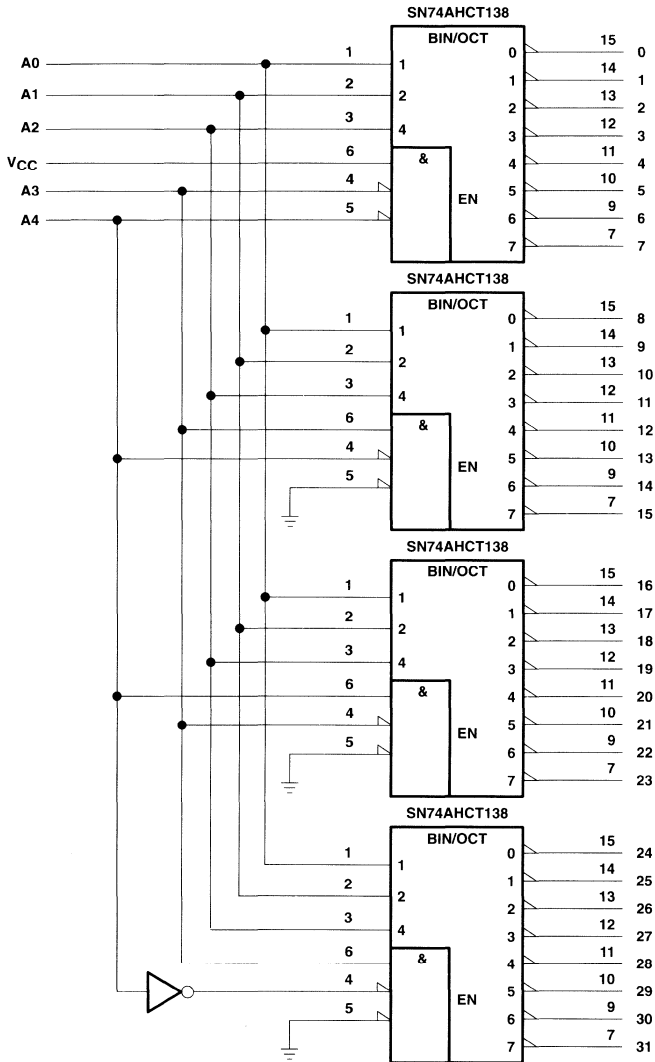 SN74AHCT138
BIN/OCT
A0 1 1 0 15 0
1 14 1
A1 2 2 2 13 2
A2 3 4 3 12 3
VCC 6 & 4 11 4
A3 4 5 10 5
EN
A4 5 6 9 6
7 7 7
SN74AHCT138
BIN/OCT
1 1 0 15 8
1 14 9
2 2 2 13 10
3 4 3 12 11
6 & 4 11 12
4 EN 5 10 13
5 6 9 14
7 7 15
SN74AHCT138
BIN/OCT
1 1 0 15 16
1 14 17
2 2 2 13 18
3 4 3 12 19
6 & 4 11 20
4 5 10 21
5 EN 6 9 22
7 7 23
SN74AHCT138
BIN/OCT
1 1 0 15 24
1 14 25
2 2 2 13 26
3 4 3 12 27
6 & 4 11 28
4 EN 5 10 29
5 6 9 30
7 7 31